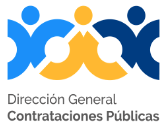 Dirección General
Contrataciones Públicas